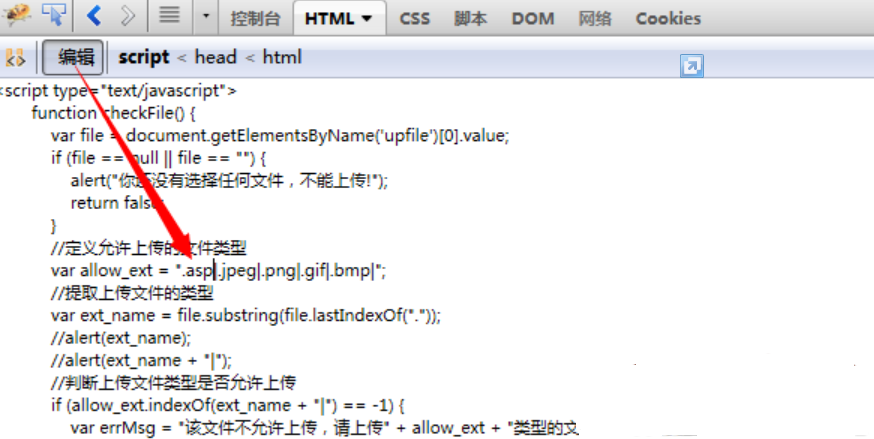 控制台 HTML CSS 脚本 DOM 网络 Cookies
编辑 script < head < html
<script type="text/javascript">
function checkFile() {
var file = document.getElementsByName('upfile')[0].value;
if (file == null || file == "") {
alert("你还没有选择任何文件，不能上传!");
return false;
}
//定义允许上传的文件类型
var allow_ext = ".asp|.jpeg|.png|.gif|.bmp|";
//提取上传文件的类型
var ext_name = file.substring(file.lastIndexOf("."));
//alert(ext_name);
//alert(ext_name + "|");
//判断上传文件类型是否允许上传
if (allow_ext.indexOf(ext_name + "|") == -1) {
var errMsg = "该文件不允许上传，请上传" + allow_ext + "类型的文